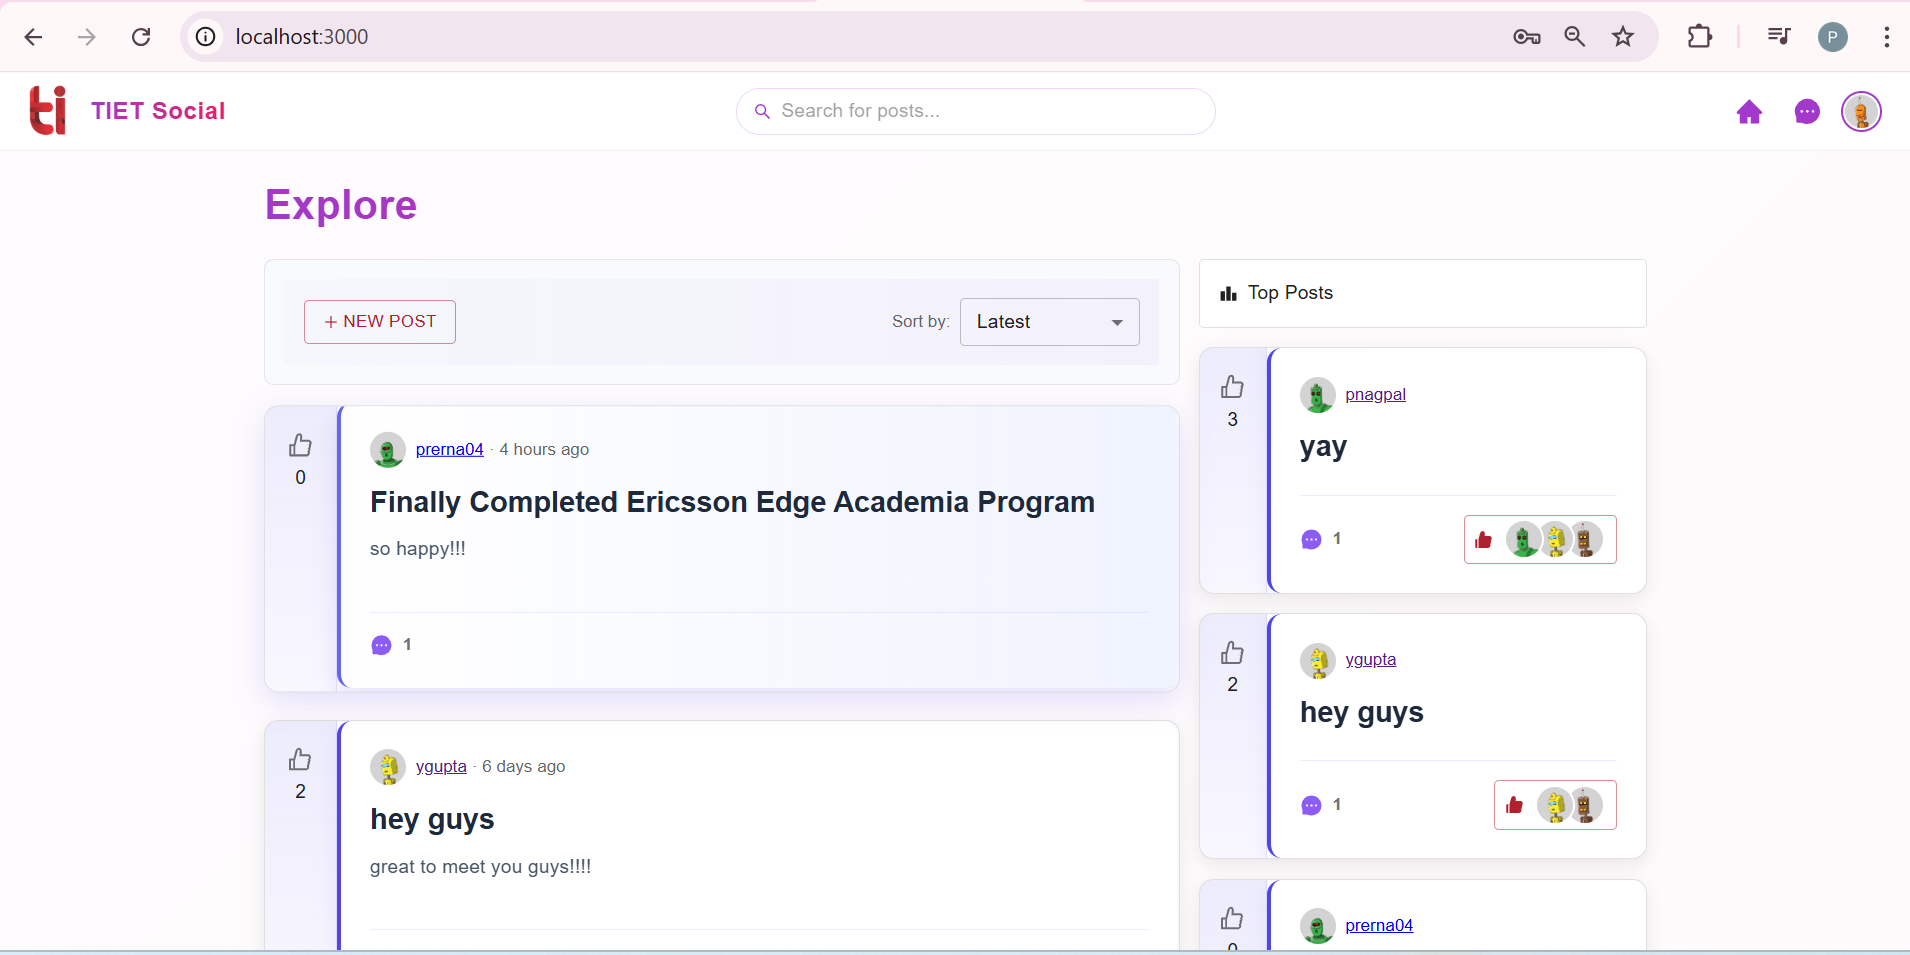 localhost:3000
P
ti TIET Social
Search for posts...
Explore
+ NEW POST
Sort by: Latest
0
prerna04 · 4 hours ago
Finally Completed Ericsson Edge Academia Program
so happy!!!
1
2
ygupta · 6 days ago
hey guys
great to meet you guys!!!!
Top Posts
3
pnagpal
yay
1
2
ygupta
hey guys
1
0
prerna04